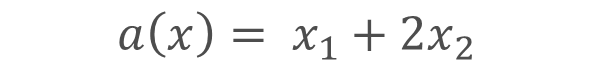 a(x) = x₁ + 2x₂